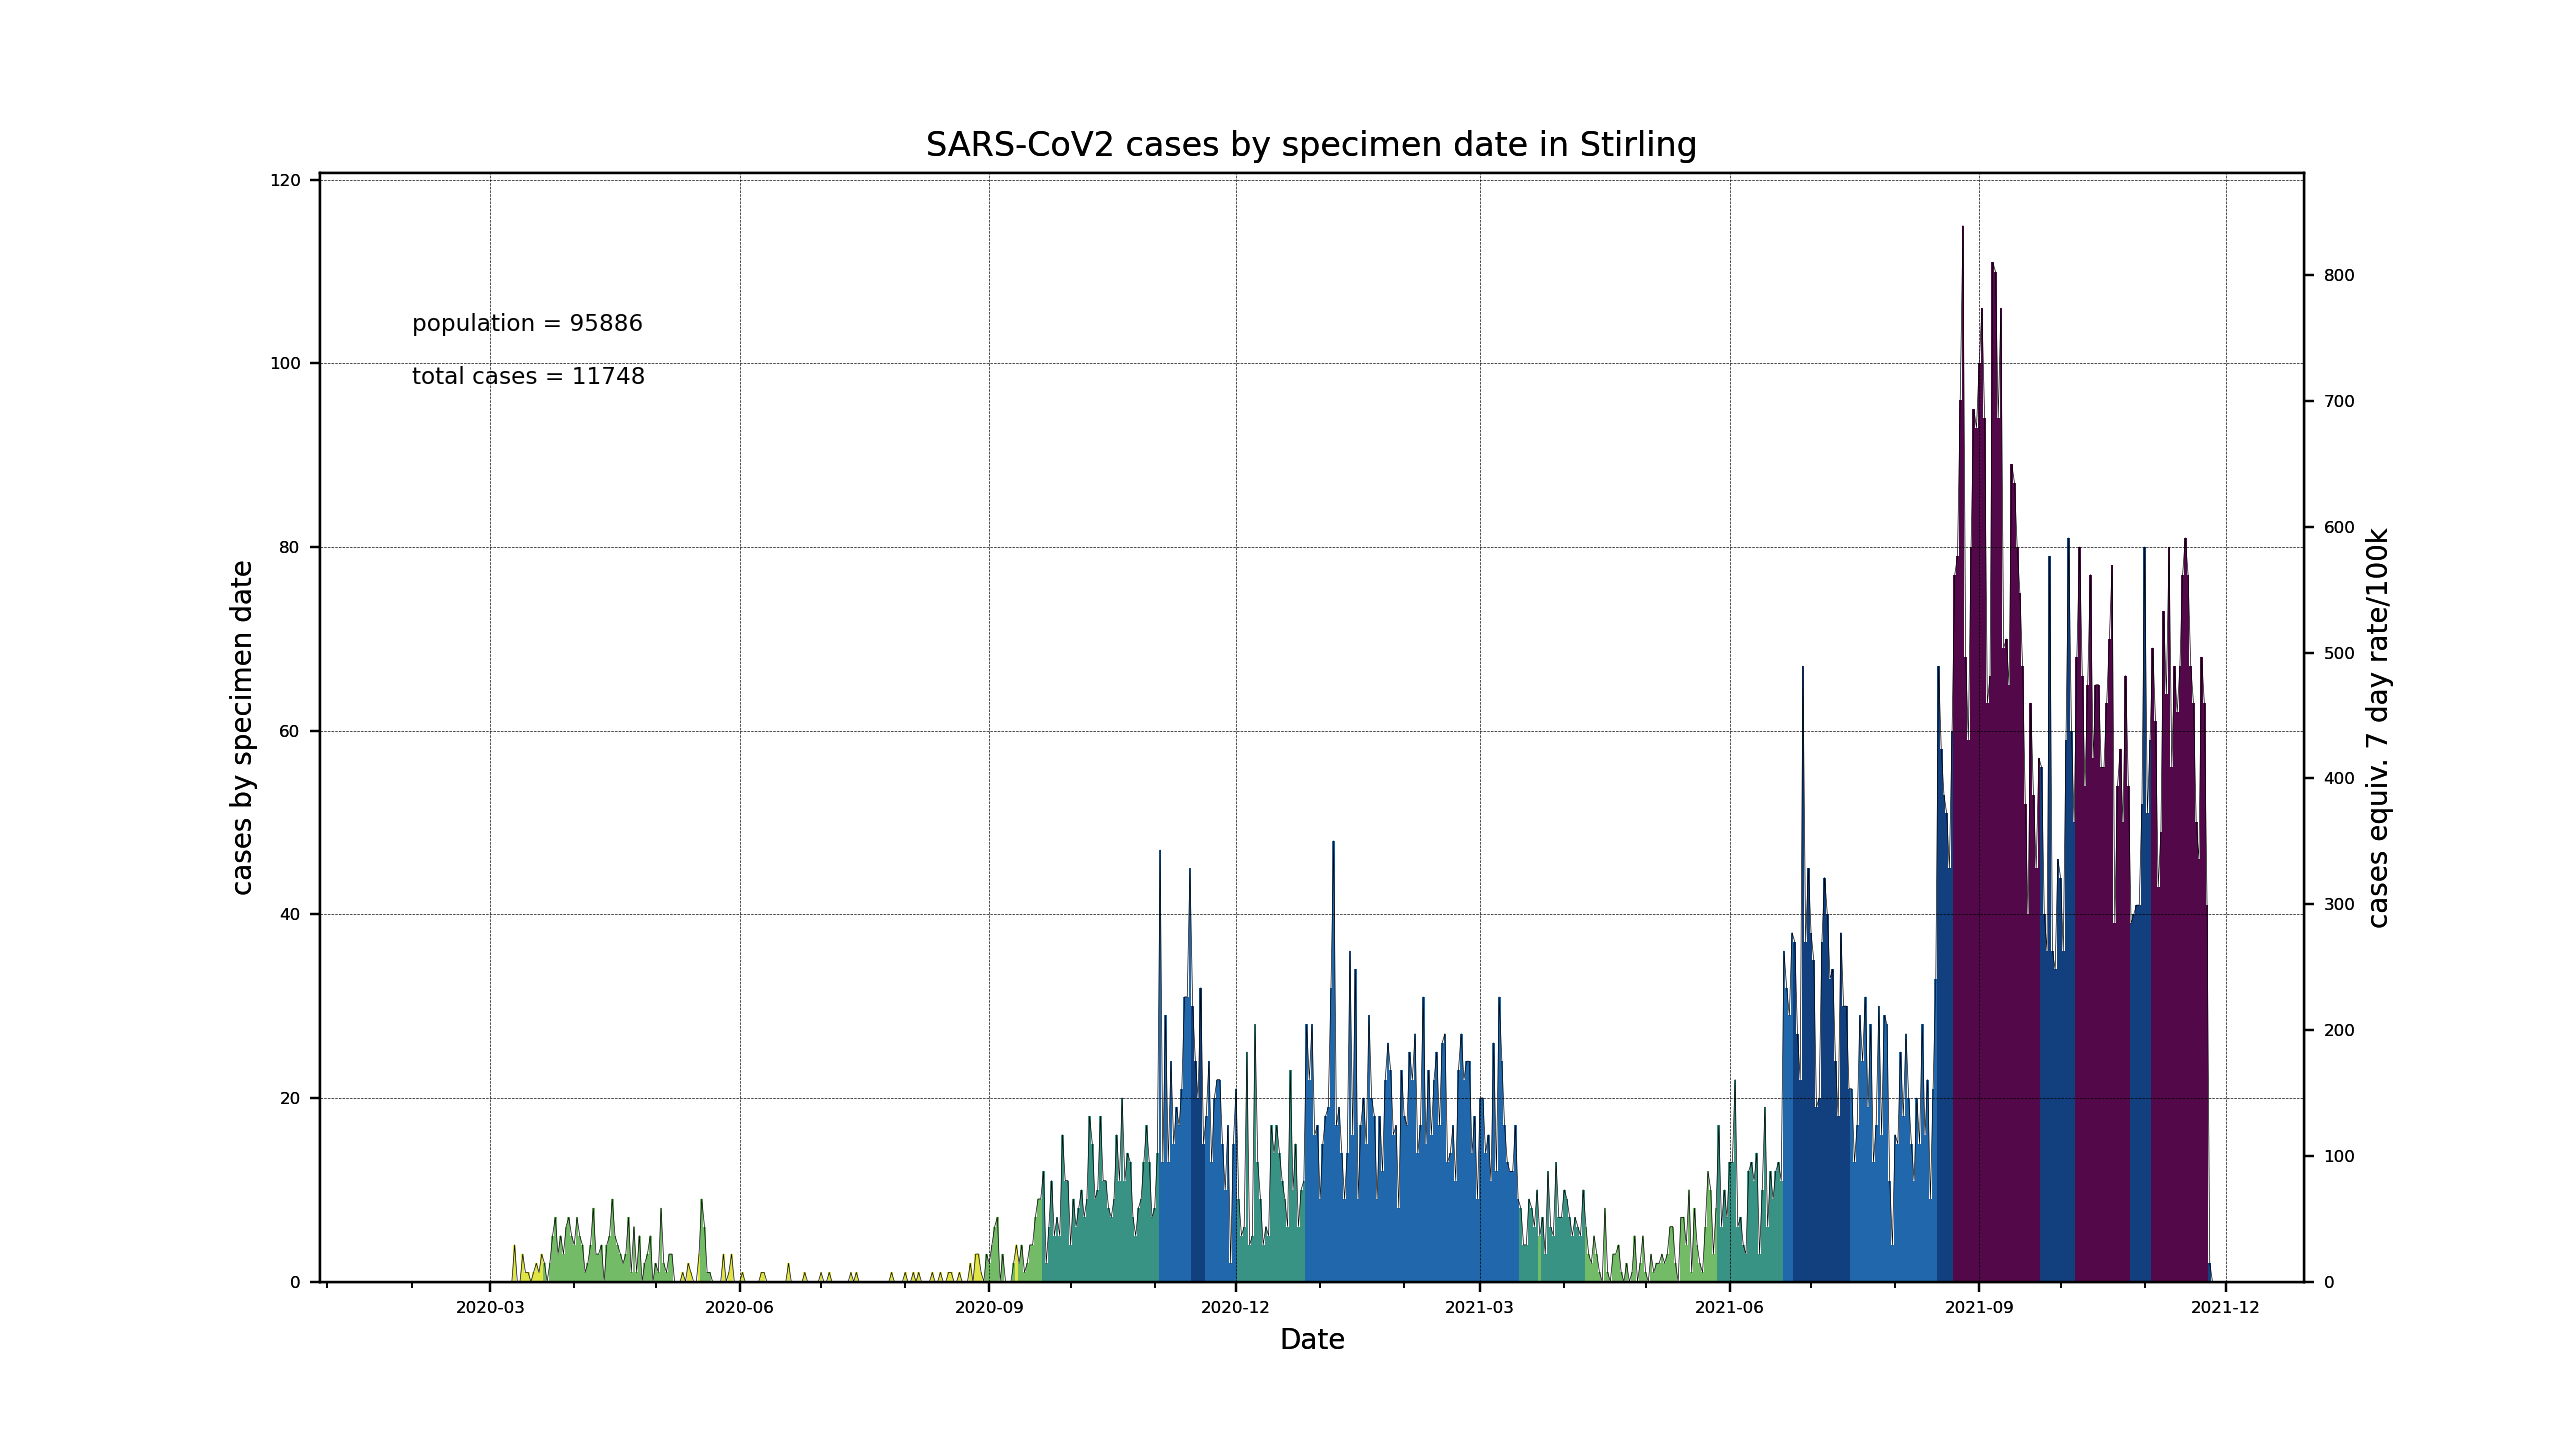 SARS-CoV2 cases by specimen date in Stirling
population = 95886
total cases = 11748
cases by specimen date
120
100
80
60
40
20
0
800
700
600
500
400
300
200
100
0
cases equiv. 7 day rate/100k
2020-03 2020-06 2020-09 2020-12 2021-03 2021-06 2021-09 2021-12
Date